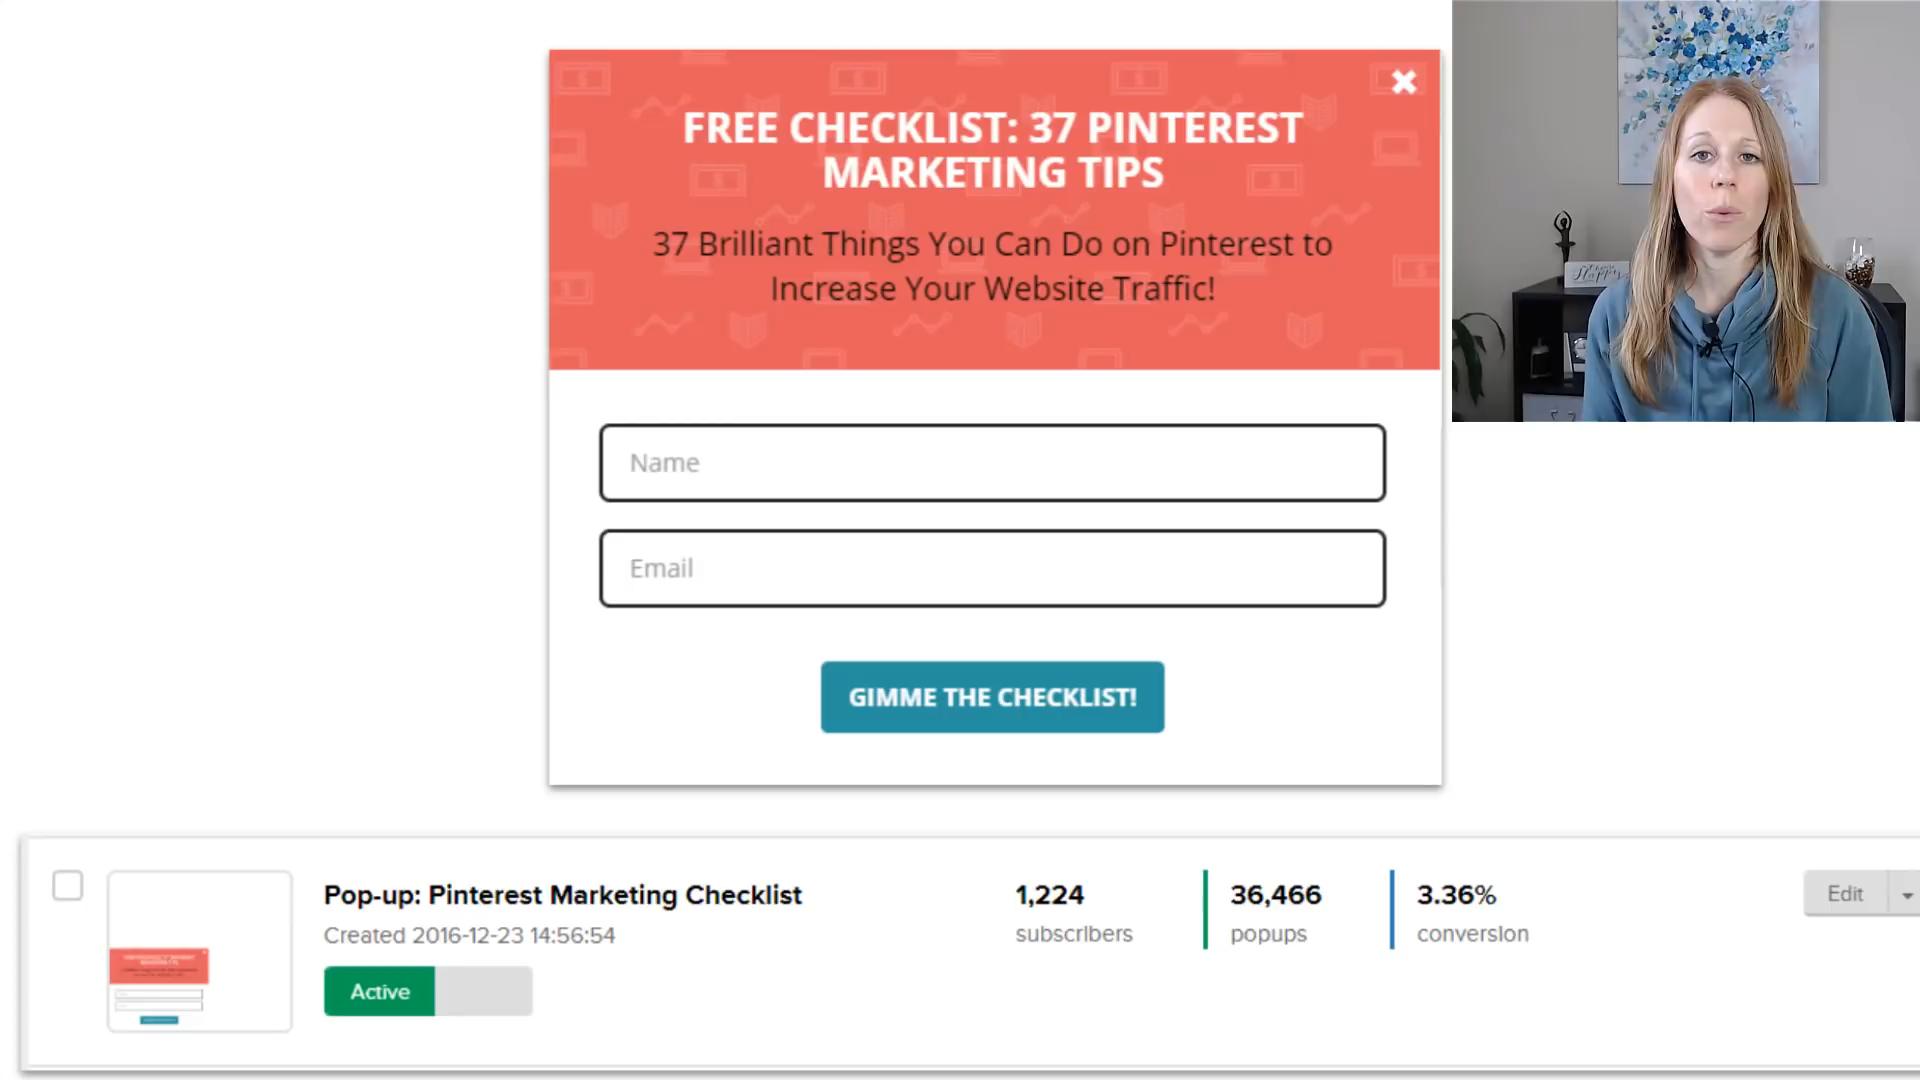 FREE CHECKLIST: 37 PINTEREST
MARKETING TIPS
37 Brilliant Things You Can Do on Pinterest to
Increase Your Website Traffic!
Name
Email
GIMME THE CHECKLIST!
Pop-up: Pinterest Marketing Checklist
Created 2016-12-23 14:56:54
Active
1,224
subscribers
36,466
popups
3.36%
conversion
Edit